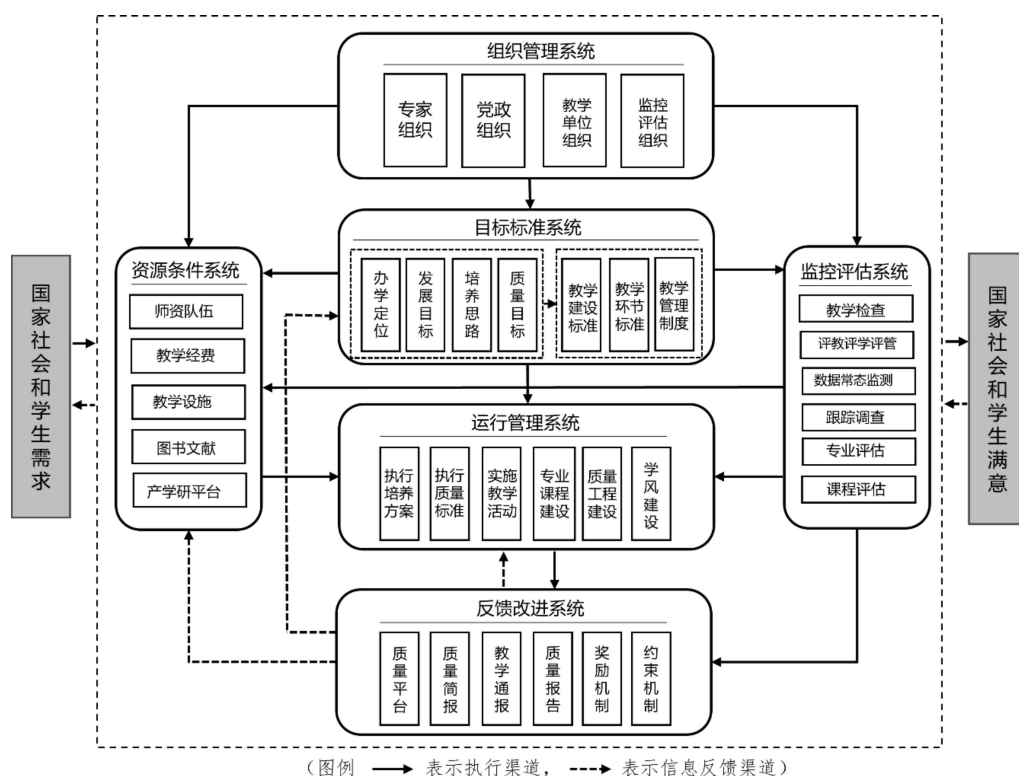 组织管理系统
专家
组织
党政
组织
教学
单位
组织
监控
评估
组织
目标标准系统
办学定位
发展目标
培养思路
质量目标
教学
建设
标准
教学
环节
标准
教学
管理
制度
国家社会和学生需求
资源条件系统
师资队伍
教学经费
教学设施
图书文献
产学研平台
监控评估系统
教学检查
评教评学评管
数据常态监测
跟踪调查
专业评估
课程评估
国家社会和学生满意
运行管理系统
执行
培养
方案
执行
质量
标准
实施
教学
活动
专业
课程
建设
质量
工程
建设
学风建设
反馈改进系统
质量平台
质量简报
教学通报
质量报告
奖励机制
约束机制
（图例 表示执行渠道， 表示信息反馈渠道）